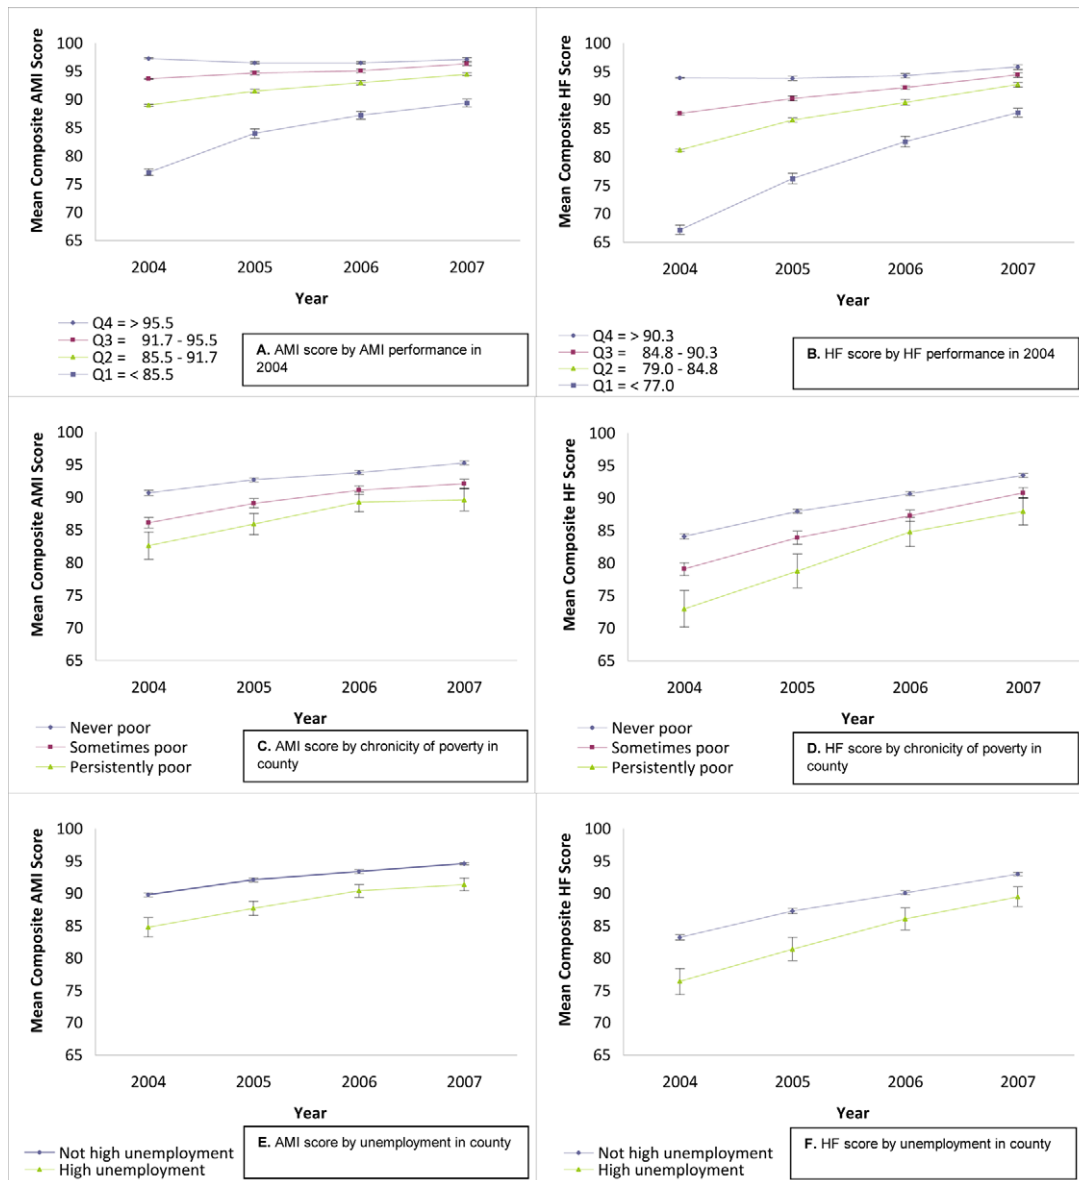 Mean Composite AMI Score
100
95
90
85
80
75
70
65
2004 2005 2006 2007
Year
Q4 = > 95.5
Q3 = 91.7 - 95.5
Q2 = 85.5 - 91.7
Q1 = < 85.5
A. AMI score by AMI performance in
2004
Mean Composite HF Score
100
95
90
85
80
75
70
65
2004 2005 2006 2007
Year
Q4 = > 90.3
Q3 = 84.8 - 90.3
Q2 = 79.0 - 84.8
Q1 = < 77.0
B. HF score by HF performance in 2004
Mean Composite AMI Score
100
95
90
85
80
75
70
65
2004 2005 2006 2007
Year
Never poor
Sometimes poor
Persistently poor
C. AMI score by chronicity of poverty in
county
Mean Composite HF Score
100
95
90
85
80
75
70
65
2004 2005 2006 2007
Year
Never poor
Sometimes poor
Persistently poor
D. HF score by chronicity of poverty in
county
Mean Composite AMI Score
100
95
90
85
80
75
70
65
2004 2005 2006 2007
Year
Not high unemployment
High unemployment
E. AMI score by unemployment in county
Mean Composite HF Score
100
95
90
85
80
75
70
65
2004 2005 2006 2007
Year
Not high unemployment
High unemployment
F. HF score by unemployment in county